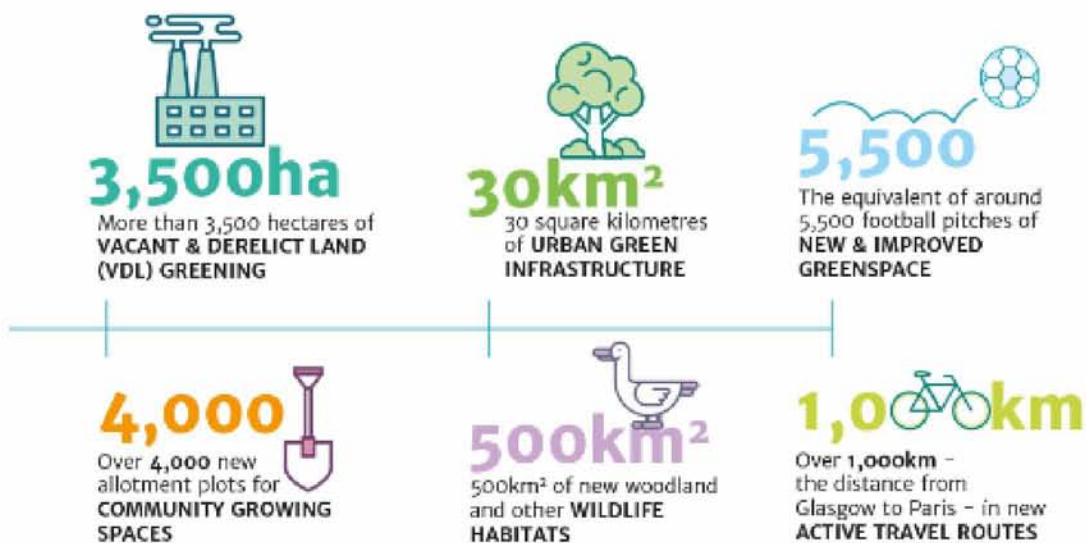 3,500ha
More than 3,500 hectares of
VACANT & DERELICT LAND
(VDL) GREENING
30km²
30 square kilometres
of URBAN GREEN
INFRASTRUCTURE
5,500
The equivalent of around
5,500 football pitches of
NEW & IMPROVED
GREENSPACE
4,000
Over 4,000 new
allotment plots for
COMMUNITY GROWING
SPACES
500km²
500km² of new woodland
and other WILDLIFE
HABITATS
1,000km
Over 1,000km –
the distance from
Glasgow to Paris – in new
ACTIVE TRAVEL ROUTES